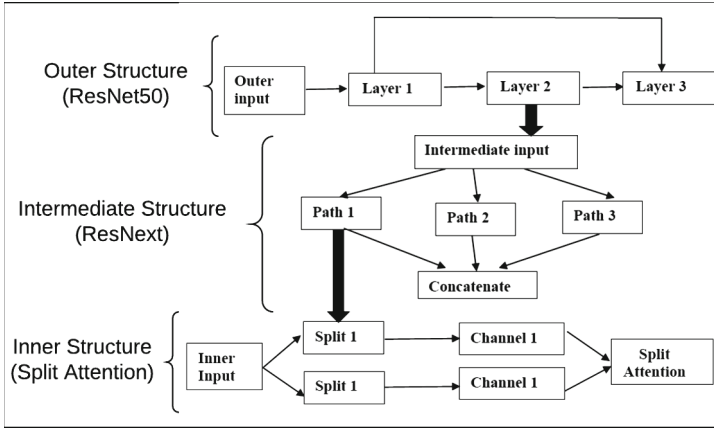 Outer Structure
(ResNet50)
Outer
input
Layer 1
Layer 2
Layer 3
Intermediate input
Intermediate Structure
(ResNext)
Path 1
Path 2
Path 3
Concatenate
Inner Structure
(Split Attention)
Inner
Input
Split 1
Channel 1
Split 1
Channel 1
Split
Attention